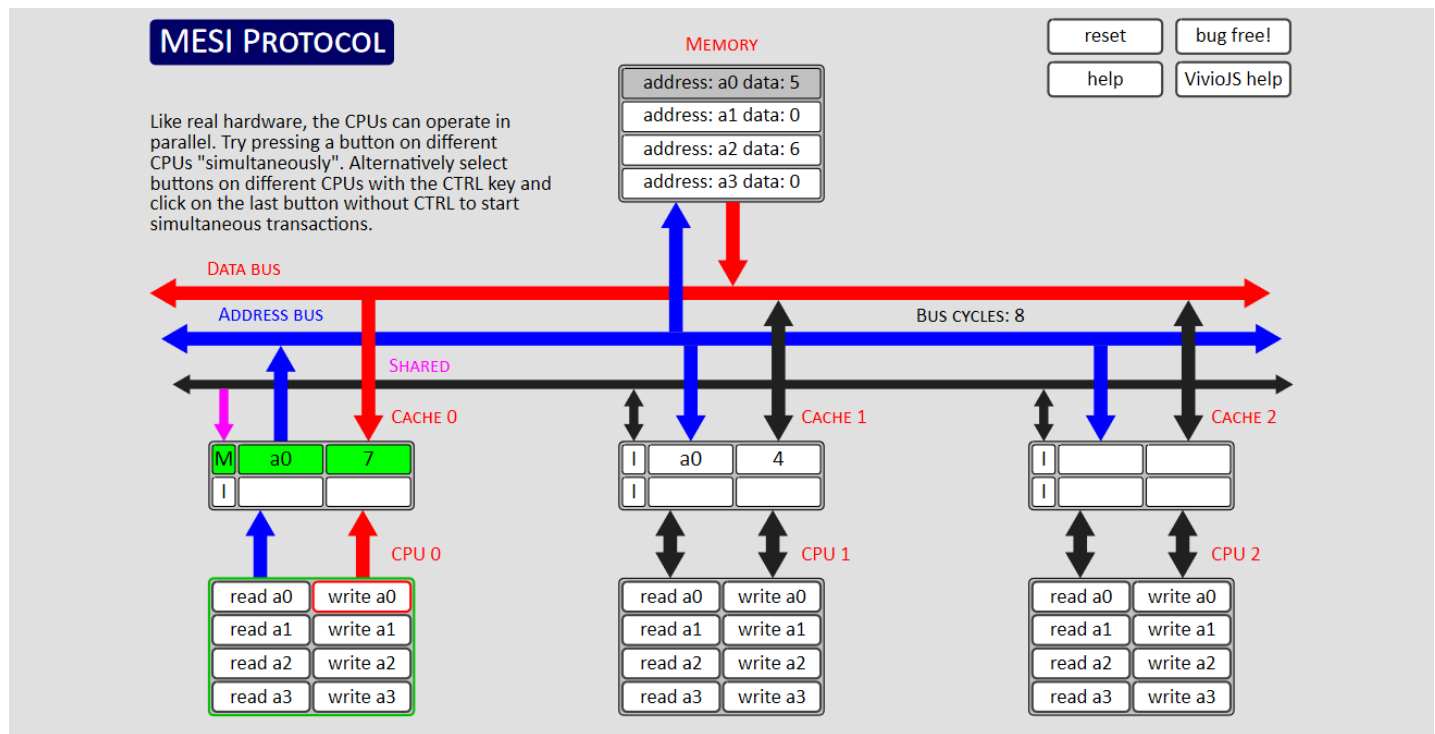 MESI PROTOCOL
MEMORY
reset
bug free!
help
VivioJS help
address: a0 data: 5
address: a1 data: 0
address: a2 data: 6
address: a3 data: 0
Like real hardware, the CPUs can operate in
parallel. Try pressing a button on different
CPUs "simultaneously". Alternatively select
buttons on different CPUs with the CTRL key and
click on the last button without CTRL to start
simultaneous transactions.
DATA BUS
ADDRESS BUS
BUS CYCLES: 8
SHARED
CACHE 0
CACHE 1
CACHE 2
M a0 7
I
I a0 4
I
I
I
CPU 0
CPU 1
CPU 2
read a0 write a0
read a1 write a1
read a2 write a2
read a3 write a3
read a0 write a0
read a1 write a1
read a2 write a2
read a3 write a3
read a0 write a0
read a1 write a1
read a2 write a2
read a3 write a3